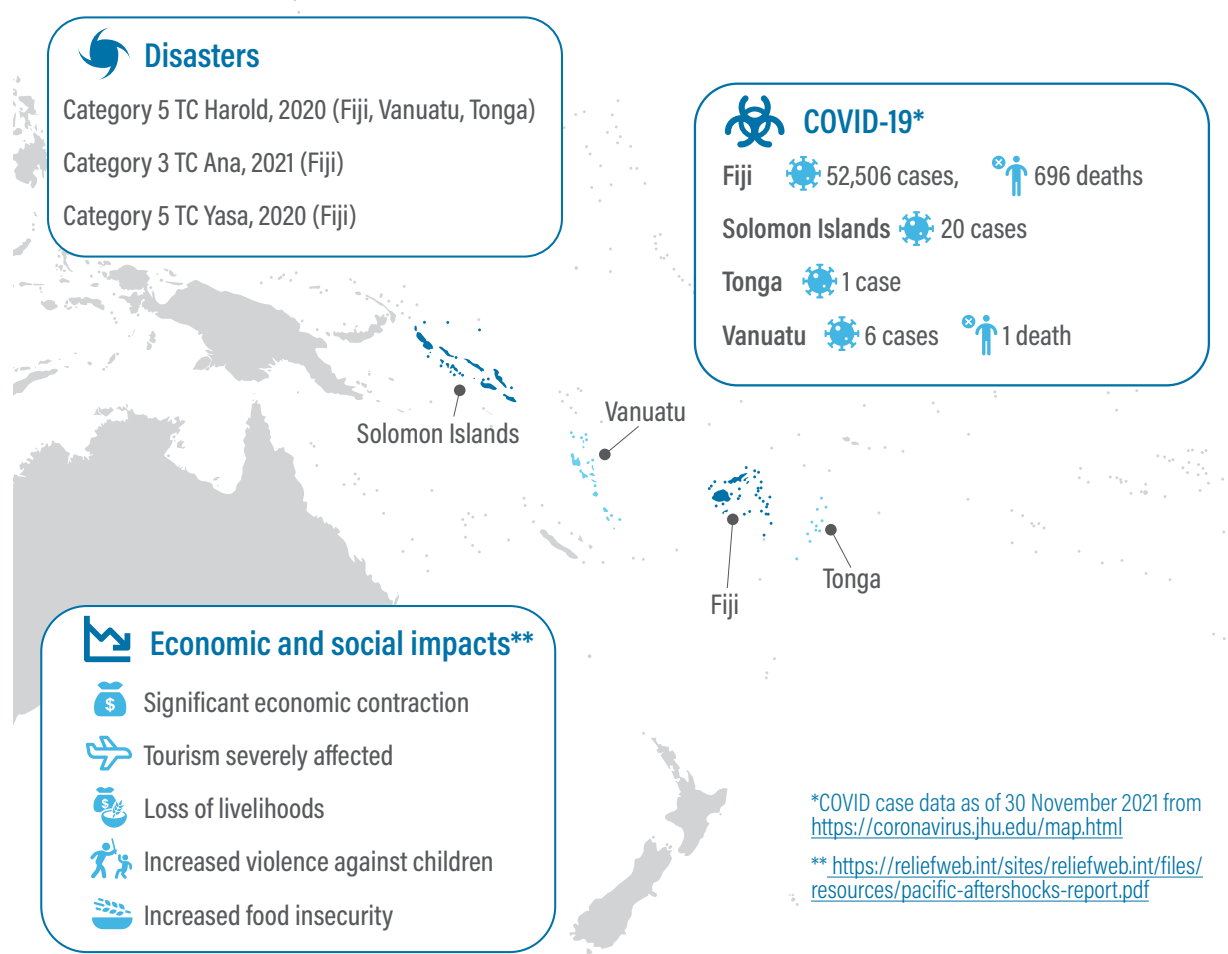 Disasters
Category 5 TC Harold, 2020 (Fiji, Vanuatu, Tonga)
Category 3 TC Ana, 2021 (Fiji)
Category 5 TC Yasa, 2020 (Fiji)
COVID-19*
Fiji 52,506 cases, 696 deaths
Solomon Islands 20 cases
Tonga 1 case
Vanuatu 6 cases 1 death
Solomon Islands
Vanuatu
Fiji
Tonga
Economic and social impacts**
$ Significant economic contraction
Tourism severely affected
$ Loss of livelihoods
Increased violence against children
Increased food insecurity
*COVID case data as of 30 November 2021 from
https://coronavirus.jhu.edu/map.html
** https://reliefweb.int/sites/reliefweb.int/files/
resources/pacific-aftershocks-report.pdf